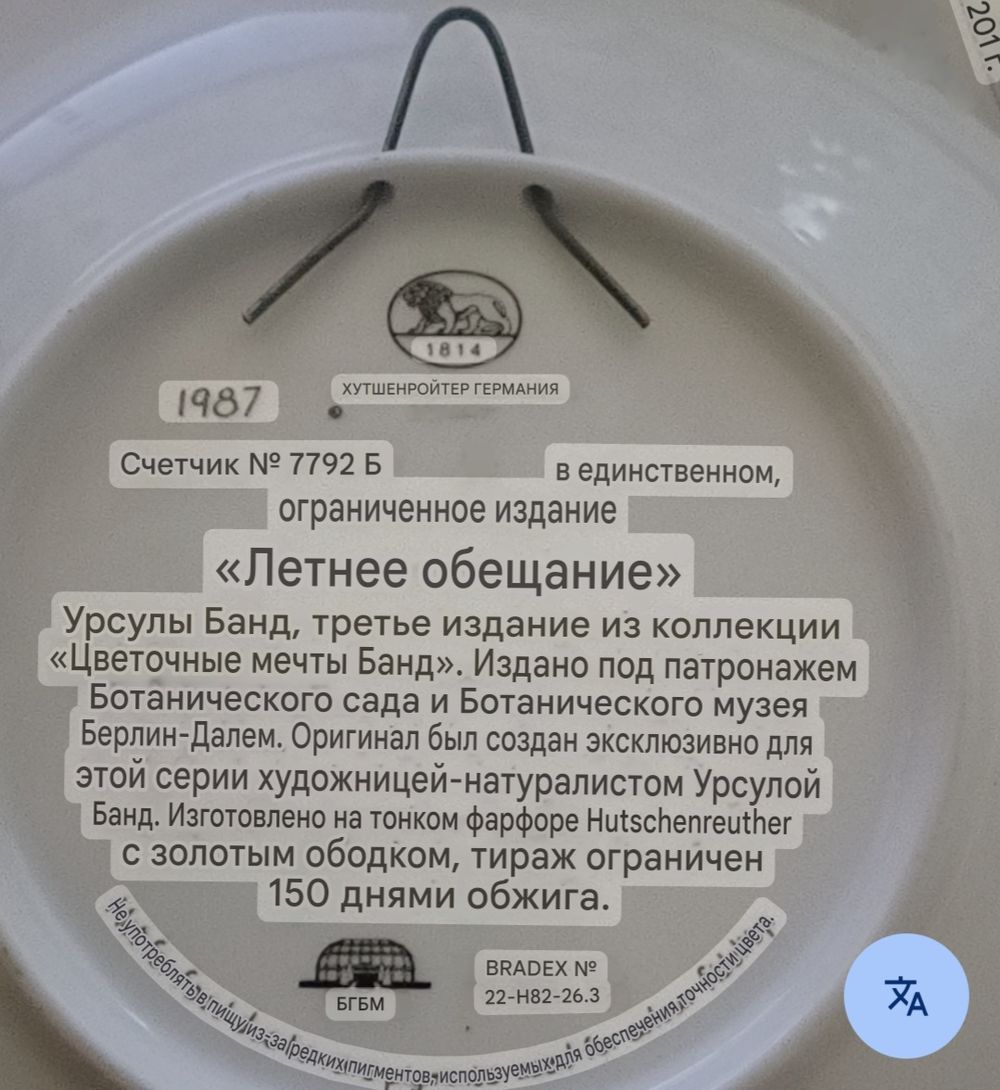 201 г.
1814
ХУТШЕНРОЙТЕР ГЕРМАНИЯ
1987
Счетчик № 7792 Б
в единственном,
ограниченное издание
«Летнее обещание»
Урсулы Банд, третье издание из коллекции
«Цветочные мечты Банд». Издано под патронажем
Ботанического сада и Ботанического музея
Берлин-Далем. Оригинал был создан эксклюзивно для
этой серии художницей-натуралистом Урсулой
Банд. Изготовлено на тонком фарфоре Hutschenreuther
с золотым ободком, тираж ограничен
150 днями обжига.
БГБМ
BRADEX №
22-H82-26.3
Не употреблять в пищу из-за редких пигментов, используемых для обеспечения точности цвета.